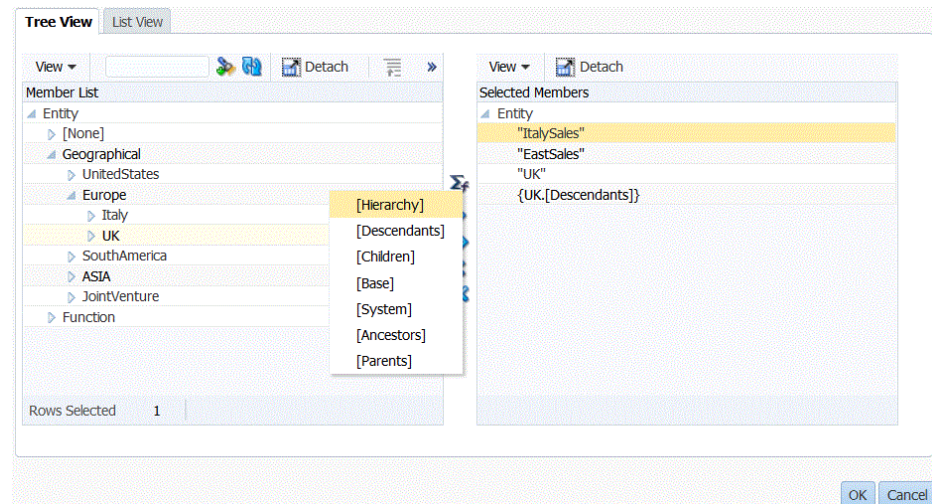 Tree View List View
View Detach »
Member List
Entity
[None]
Geographical
UnitedStates
Europe
Italy
UK
SouthAmerica
ASIA
JointVenture
Function
Rows Selected 1
Σf
[Hierarchy]
[Descendants]
[Children]
[Base]
[System]
[Ancestors]
[Parents]
View Detach
Selected Members
Entity
"ItalySales"
"EastSales"
"UK"
{UK.[Descendants]}
OK Cancel